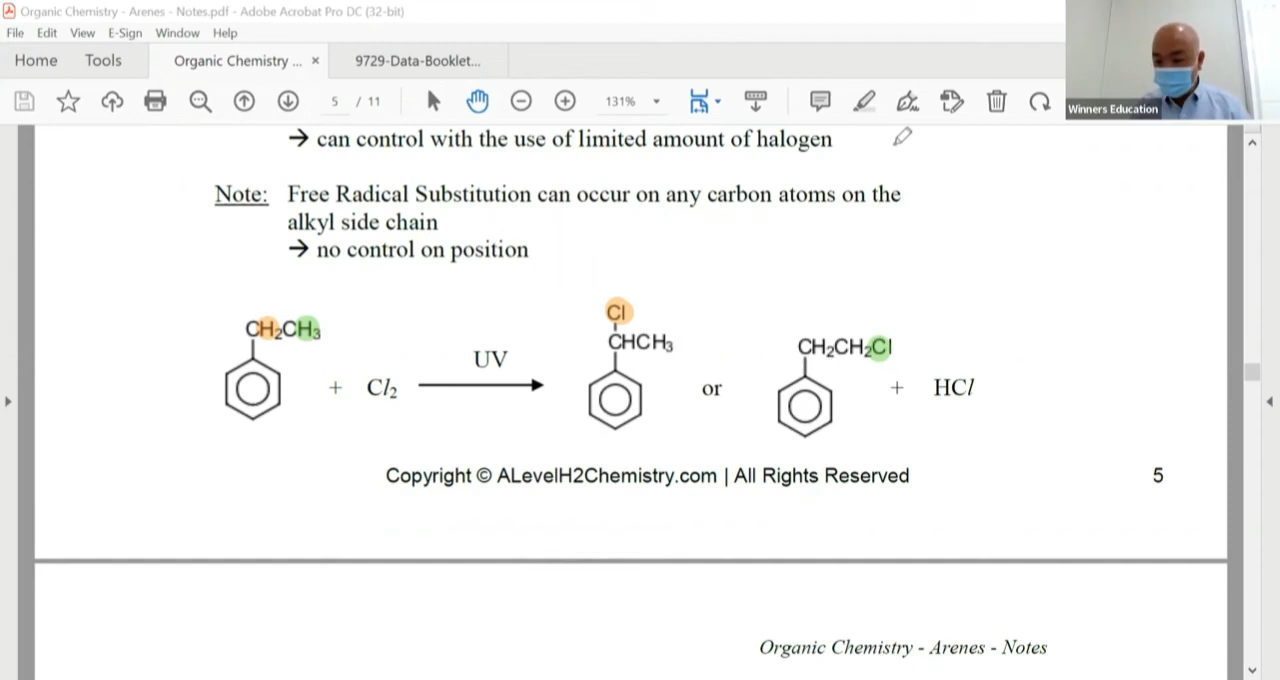 Organic Chemistry - Arenes - Notes.pdf - Adobe Acrobat Pro DC (32-bit)
File Edit View E-Sign Window Help
Home Tools Organic Chemistry ... × 9729-Data-Booklet...
5 / 11 131%
Winners Education
→ can control with the use of limited amount of halogen
Note: Free Radical Substitution can occur on any carbon atoms on the
alkyl side chain
→ no control on position
CH₂CH₃ + Cl₂ UV
Cl
CHCH₃ or CH₂CH₂Cl + HCl
Copyright © ALevelH2Chemistry.com | All Rights Reserved 5
Organic Chemistry - Arenes - Notes